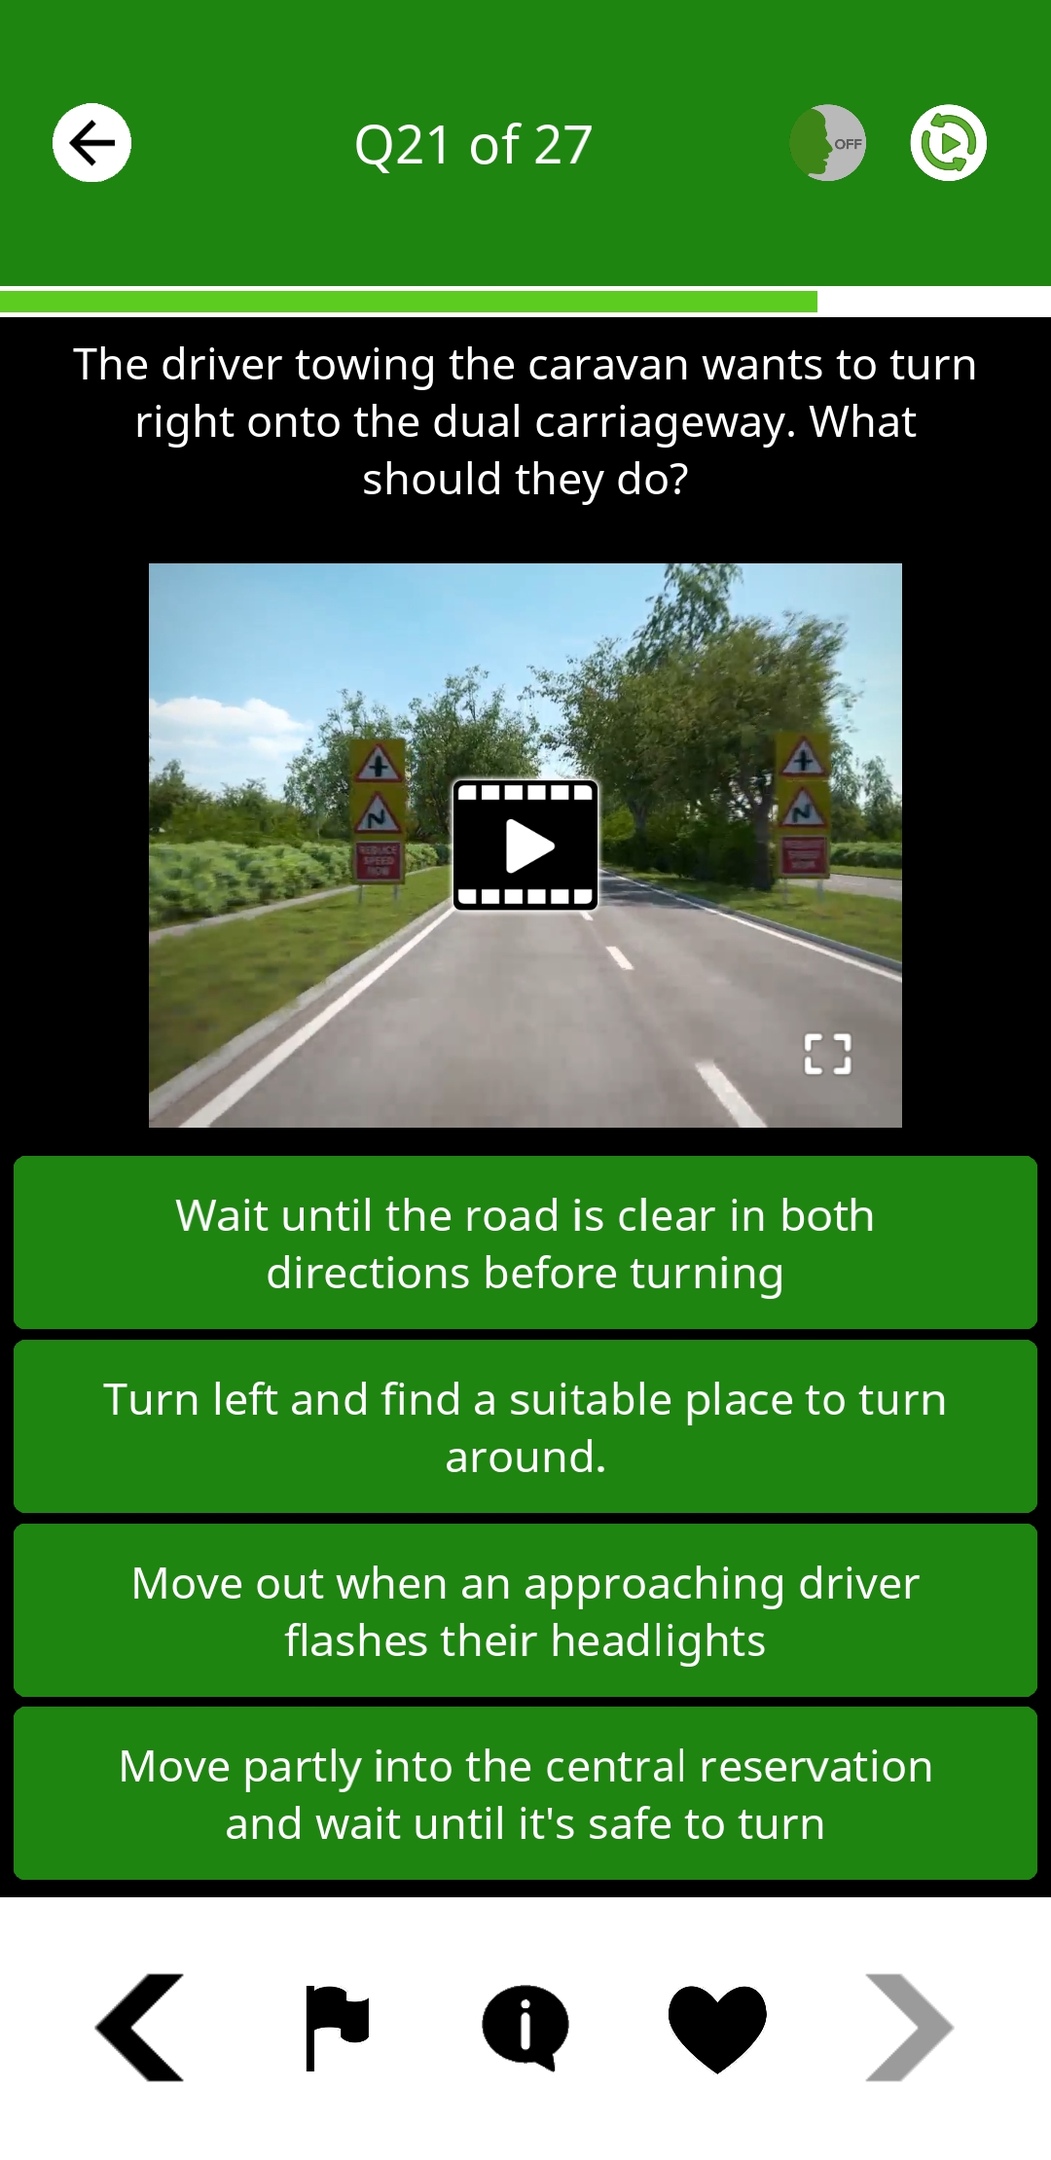 Q21 of 27
OFF
The driver towing the caravan wants to turn
right onto the dual carriageway. What
should they do?
REDUCE
SPEED
NOW
REDUCE
SPEED
NOW
Wait until the road is clear in both
directions before turning
Turn left and find a suitable place to turn
around.
Move out when an approaching driver
flashes their headlights
Move partly into the central reservation
and wait until it's safe to turn